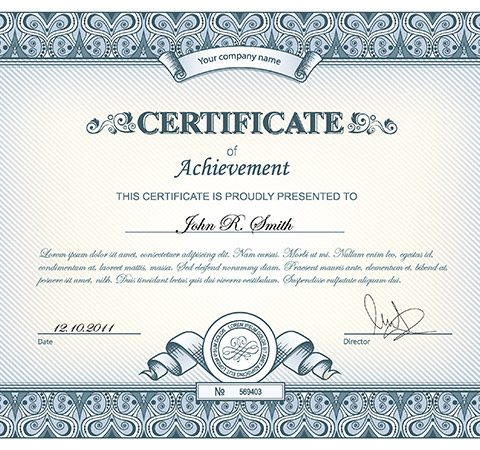 Your company name
CERTIFICATE
of
Achievement
THIS CERTIFICATE IS PROUDLY PRESENTED TO
John R. Smith
Lorem ipsum dolor sit amet, consectetuer adipiscing elit. Nam cursus. Morbi ut mi. Nullam enim leo, egestas id,
condimentum at, laoreet mattis, massa. Sed eleifend nonummy diam. Praesent mauris ante, elementum et, bibend at,
posuere sit amet, nibh. Duis tincidunt lectus quis dui viverra vestibulum. Suspendisse vulputate aliquam dui.
12.10.2011
Date
Director
LOREM IPSUM DOLOR
№ 569403